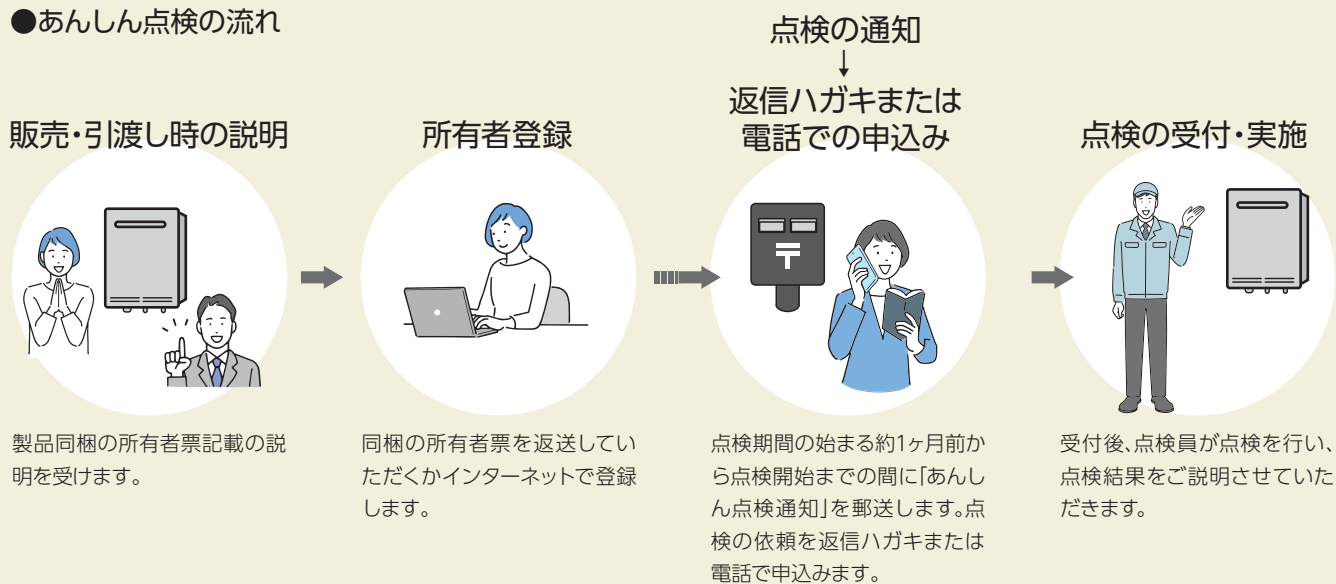 ●あんしん点検の流れ
販売・引渡し時の説明
製品同梱の所有者票記載の説
明を受けます。
所有者登録
同梱の所有者票を返送してい
ただくかインターネットで登録
します。
点検の通知
↓
返信ハガキまたは
電話での申込み
〒
点検期間の始まる約1ヶ月前か
ら点検開始までの間に「あんし
ん点検通知」を郵送します。点
検の依頼を返信ハガキまたは
電話で申込みます。
点検の受付・実施
受付後、点検員が点検を行い、
点検結果をご説明させていた
だきます。